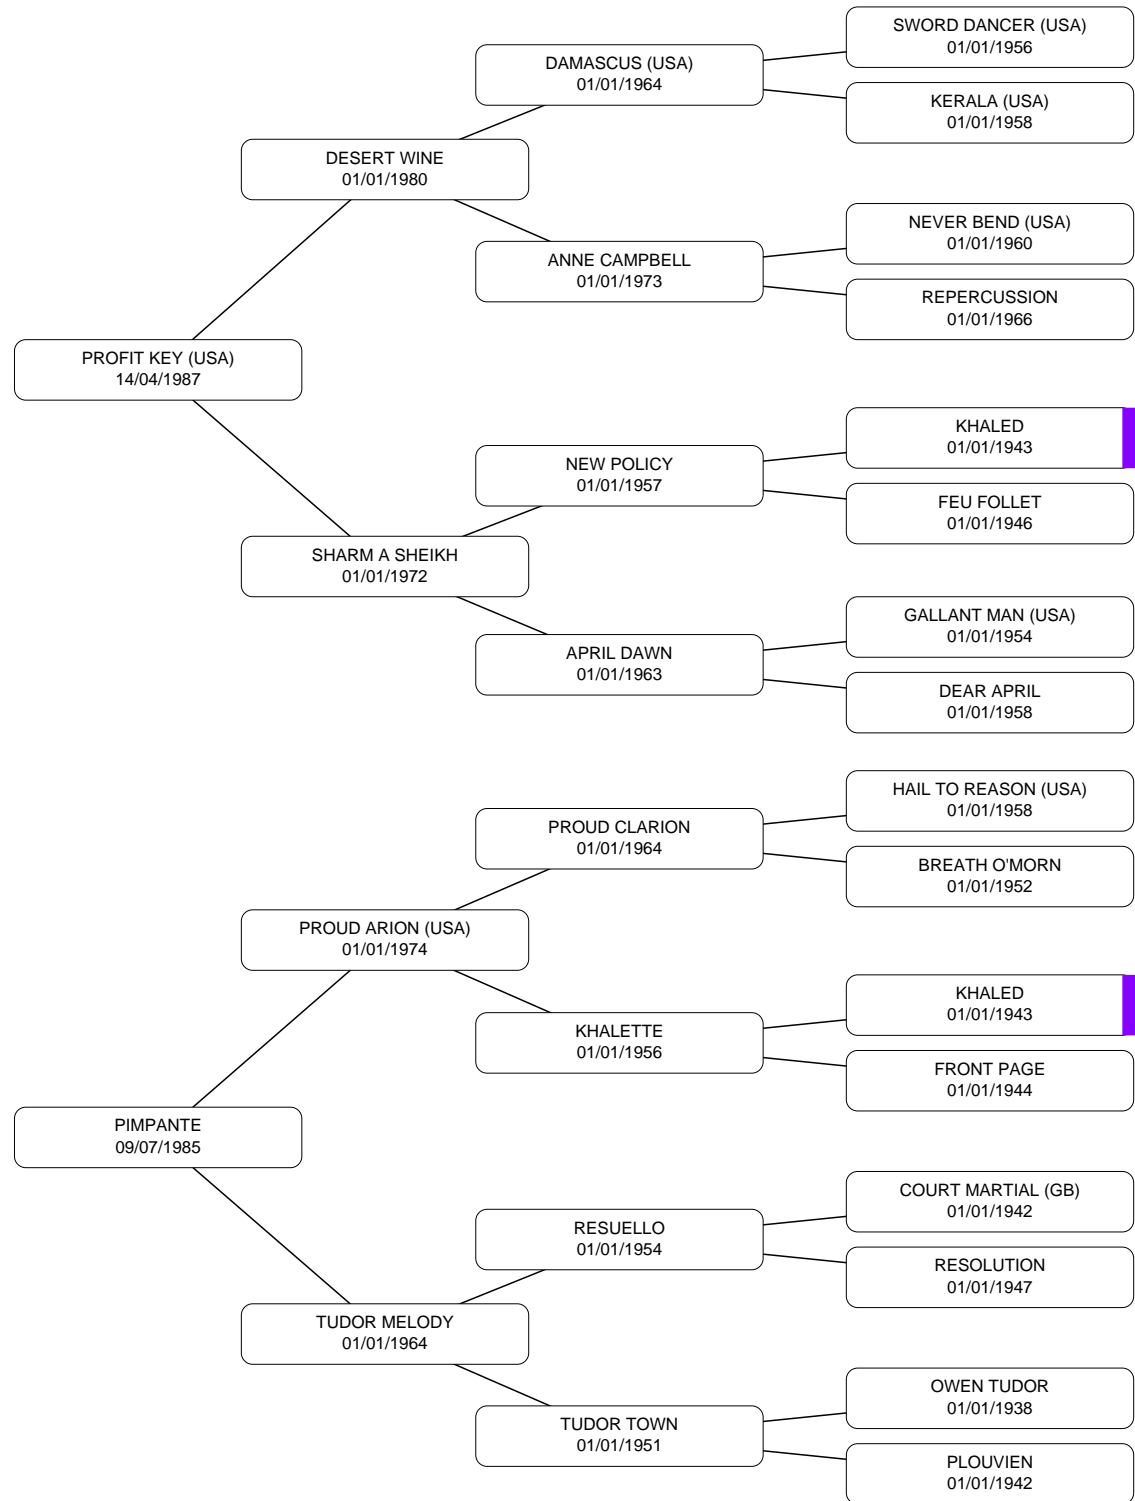 SWORD DANCER (USA)
01/01/1956
DAMASCUS (USA)
01/01/1964
KERALA (USA)
01/01/1958
DESERT WINE
01/01/1980
NEVER BEND (USA)
01/01/1960
ANNE CAMPBELL
01/01/1973
REPERCUSSION
01/01/1966
PROFIT KEY (USA)
14/04/1987
KHALED
01/01/1943
NEW POLICY
01/01/1957
FEU FOLLET
01/01/1946
SHARM A SHEIKH
01/01/1972
GALLANT MAN (USA)
01/01/1954
APRIL DAWN
01/01/1963
DEAR APRIL
01/01/1958
HAIL TO REASON (USA)
01/01/1958
PROUD CLARION
01/01/1964
BREATH O'MORN
01/01/1952
PROUD ARION (USA)
01/01/1974
KHALED
01/01/1943
KHALETTE
01/01/1956
FRONT PAGE
01/01/1944
PIMPANTE
09/07/1985
COURT MARTIAL (GB)
01/01/1942
RESUELLO
01/01/1954
RESOLUTION
01/01/1947
TUDOR MELODY
01/01/1964
OWEN TUDOR
01/01/1938
TUDOR TOWN
01/01/1951
PLOUVIEN
01/01/1942